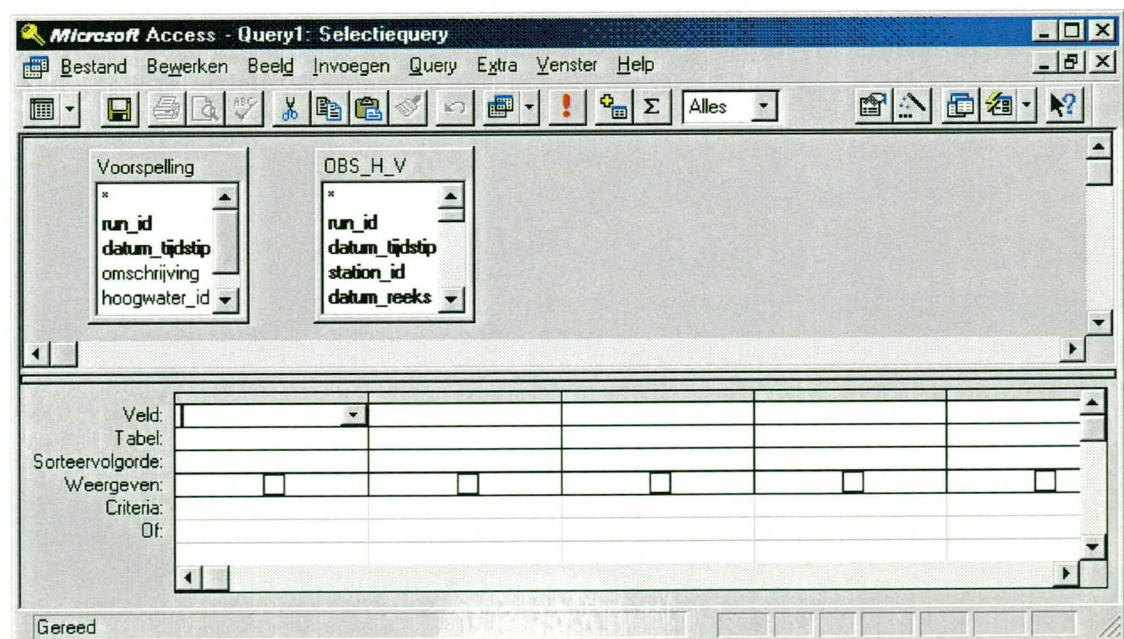 Microsoft Access - Query1: Selectiequery
Bestand Bewerken Beeld Invoegen Query Extra Venster Help
ABC Σ Alles
Voorspelling
*
run_id
datum_tijdstip
omschrijving
hoogwater_id
OBS_H_V
*
run_id
datum_tijdstip
station_id
datum_reeks
Veld:
Tabel:
Sorteervolgorde:
Weergeven:
Criteria:
Of:
Gereed